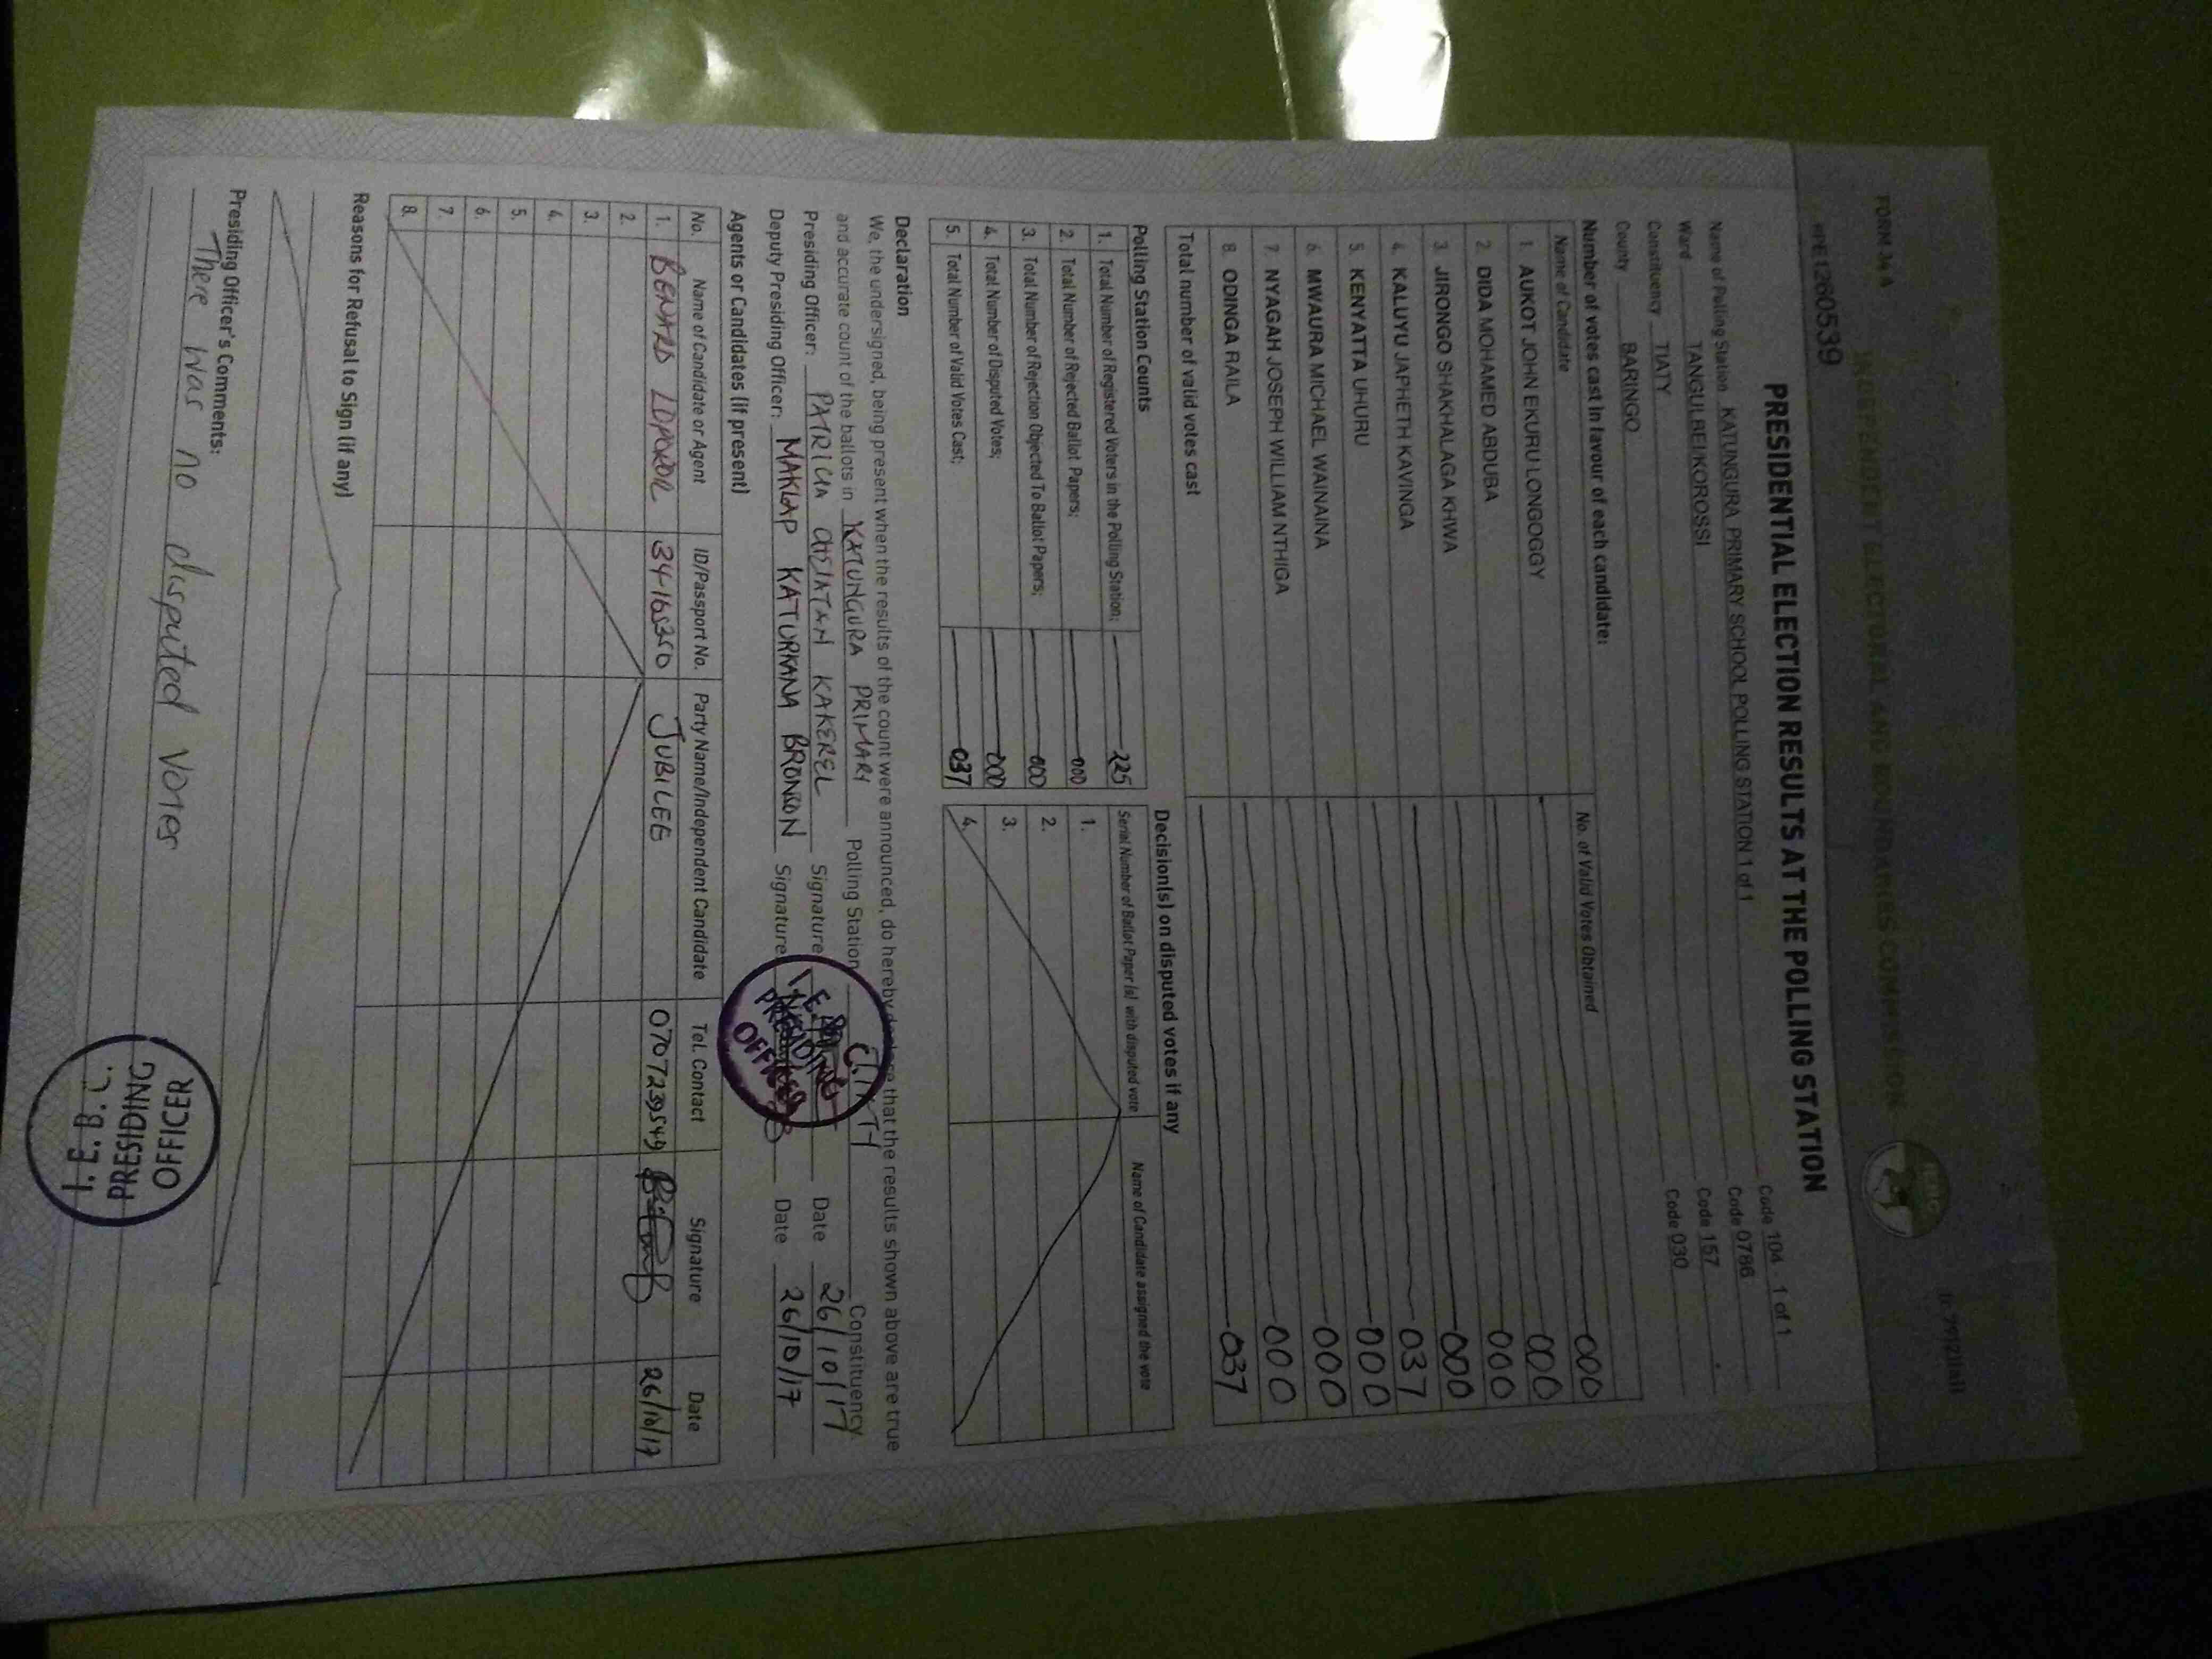 FORM 34 A
INDEPENDENT ELECTORAL AND BOUNDARIES COMMISSION
PRESIDENTIAL ELECTION RESULTS AT THE POLLING STATION
Name of Polling Station KATUNGURA PRIMARY SCHOOL POLLING STATION 1 of 1 Code 104 - 1 of 1
Ward TANGULBEI/KOROSSI Code 0786
Constituency TIATY Code 157
County BARINGO Code 030
Number of votes cast in favour of each candidate:
Name of Candidate No. of Valid Votes Obtained
1. AUKOT JOHN EKURU LONGOGGY 000
2. DIDA MOHAMED ABDUBA 000
3. JIRONGO SHAKHALAGA KHWA 000
4. KALUYU JAPHETH KAVINGA 000
5. KENYATTA UHURU 037
6. MWAURA MICHAEL WAINAINA 000
7. NYAGAH JOSEPH WILLIAM NTHIGA 000
8. ODINGA RAILA 000
Total number of valid votes cast 037
Polling Station Counts
1. Total Number of Registered Voters in the Polling Station; 225
2. Total Number of Rejected Ballot Papers; 000
3. Total Number of Rejection Objected To Ballot Papers; 000
4. Total Number of Disputed Votes; 000
5. Total Number of Valid Votes Cast; 037
Decision(s) on disputed votes if any
Serial Number of Ballot Paper (s) with disputed vote Name of Candidate assigned the vote
1.
2.
3.
4.
Declaration
We, the undersigned, being present when the results of the count were announced, do hereby declare that the results shown above are true
and accurate count of the ballots in KATUNGURA PRIMARY Polling Station Constituency
Presiding Officer: PATRICIA KAKEREL Signature Date 26/10/17
Deputy Presiding Officer: MAKLAP KATURKANA BRONSON Signature Date 26/10/17
I.E.B.C. PRESIDING OFFICER
Agents or Candidates (if present)
No. Name of Candidate or Agent ID/Passport No. Party Name/Independent Candidate Tel. Contact Signature Date
1. BENARD LOPOKOR 34165350 JUBILEE 0707239549 26/10/17
2.
3.
4.
5.
6.
7.
8.
Reasons for Refusal to Sign (if any)
Presiding Officer's Comments:
There was no disputed Votes
I.E.B.C.
PRESIDING
OFFICER